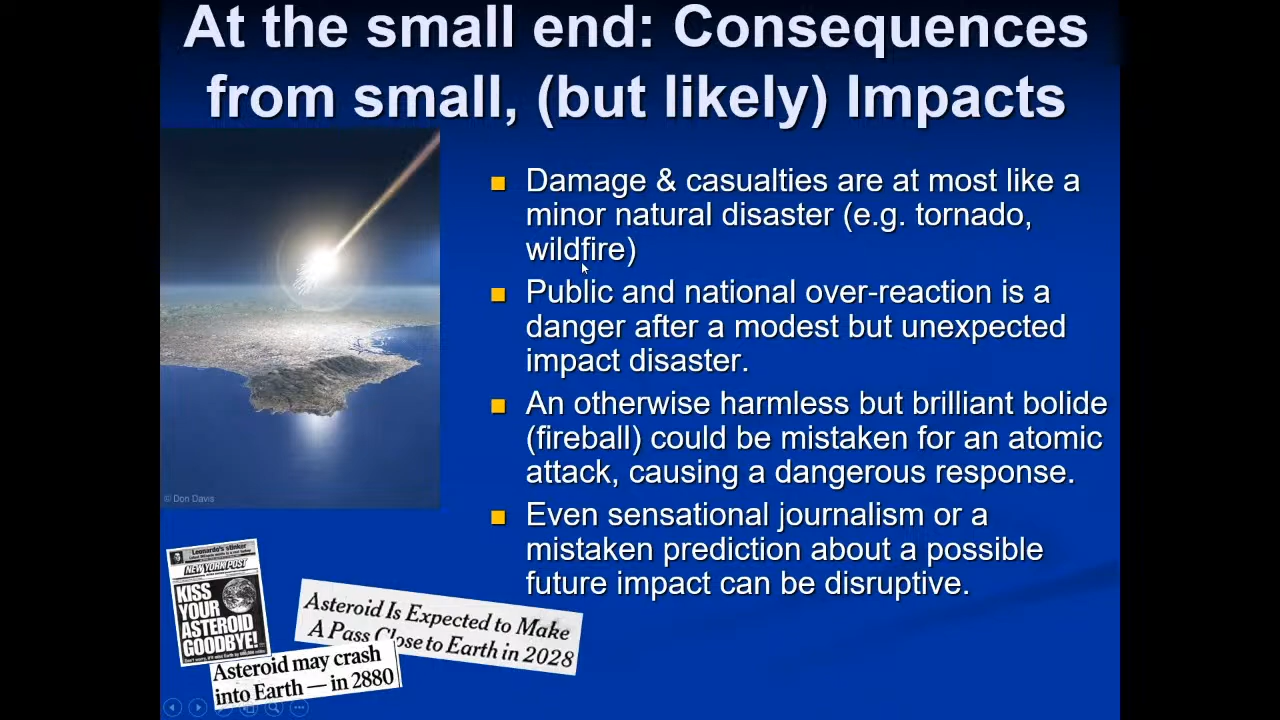 At the small end: Consequences
from small, (but likely) Impacts
■ Damage & casualties are at most like a
minor natural disaster (e.g. tornado,
wildfire)
■ Public and national over-reaction is a
danger after a modest but unexpected
impact disaster.
■ An otherwise harmless but brilliant bolide
(fireball) could be mistaken for an atomic
attack, causing a dangerous response.
■ Even sensational journalism or a
mistaken prediction about a possible
future impact can be disruptive.
© Don Davis
Leonardo's stinker
NEW YORK POST
KISS
YOUR
ASTEROID
GOODBYE!
Asteroid Is Expected to Make
A Pass Close to Earth in 2028
Asteroid may crash
into Earth — in 2880